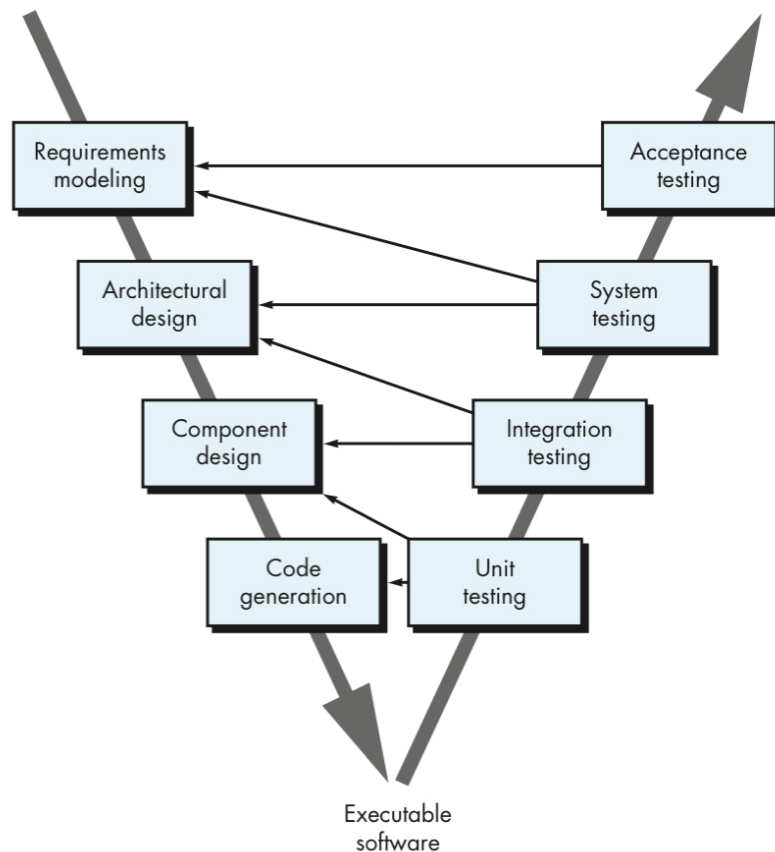 Requirements
modeling
Acceptance
testing
Architectural
design
System
testing
Component
design
Integration
testing
Code
generation
Unit
testing
Executable
software